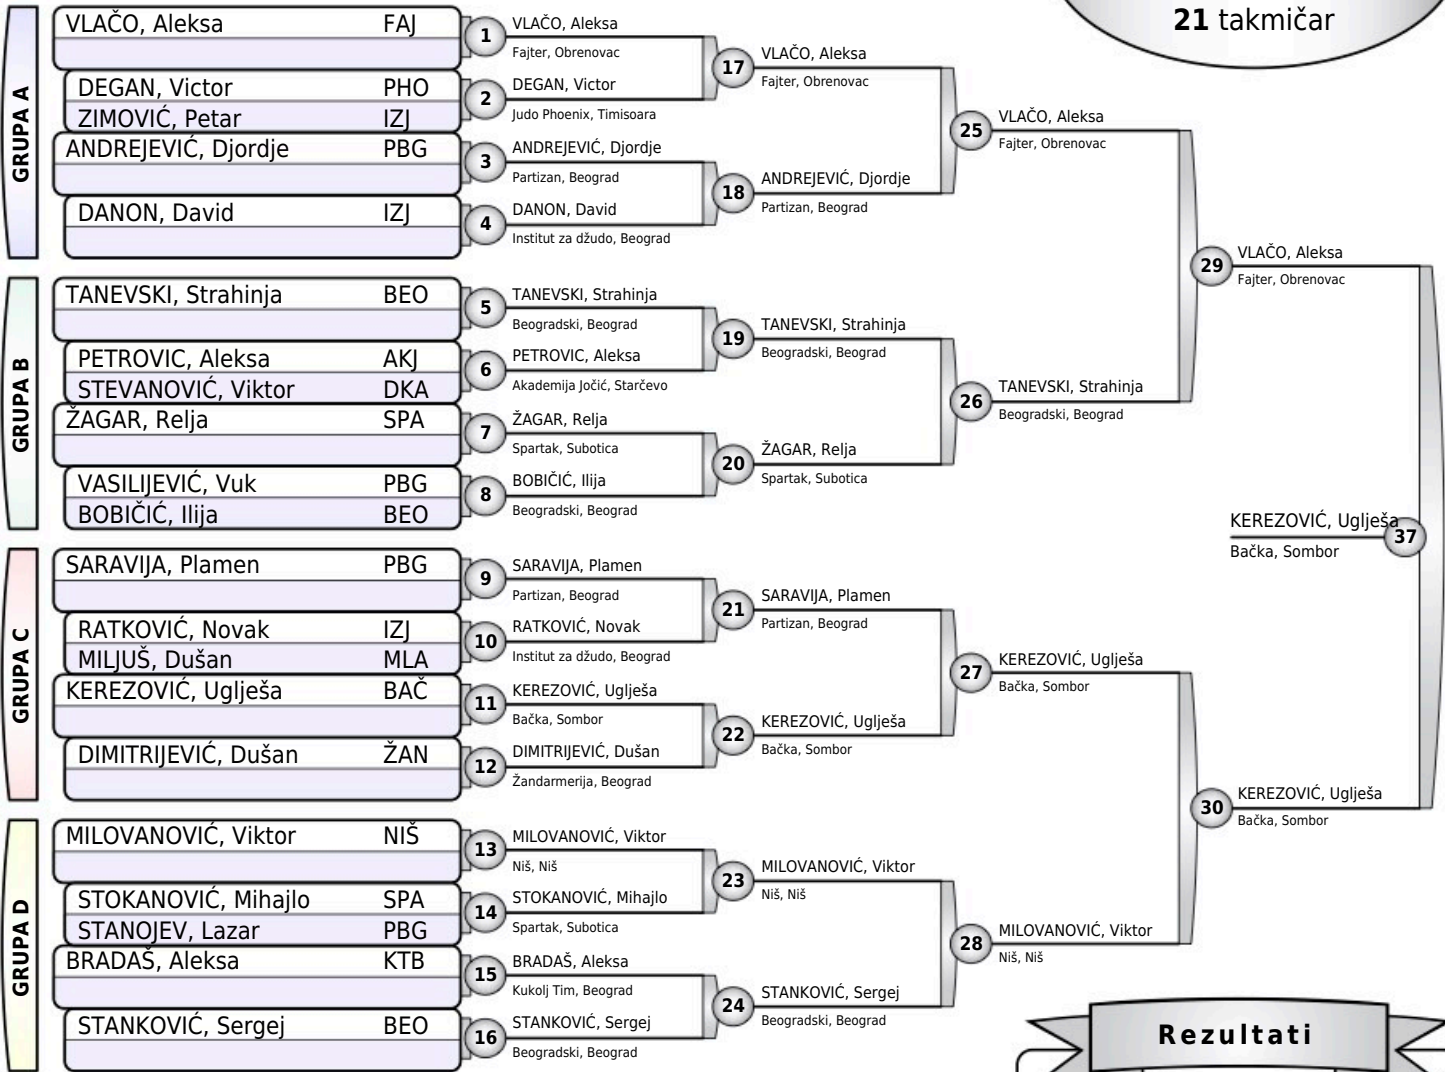 21 takmičar
GRUPA A
VLAČO, Aleksa FAJ
DEGAN, Victor PHO
ZIMOVIĆ, Petar IZJ
ANDREJEVIĆ, Djordje PBG
DANON, David IZJ
GRUPA B
TANEVSKI, Strahinja BEO
PETROVIC, Aleksa AKJ
STEVANOVIĆ, Viktor DKA
ŽAGAR, Relja SPA
VASILIJEVIĆ, Vuk PBG
BOBIČIĆ, Ilija BEO
GRUPA C
SARAVIJA, Plamen PBG
RATKOVIĆ, Novak IZJ
MILJUŠ, Dušan MLA
KEREZOVIĆ, Uglješa BAČ
DIMITRIJEVIĆ, Dušan ŽAN
GRUPA D
MILOVANOVIĆ, Viktor NIŠ
STOKANOVIĆ, Mihajlo SPA
STANOJEV, Lazar PBG
BRADAŠ, Aleksa KTB
STANKOVIĆ, Sergej BEO
1 VLAČO, Aleksa
Fajter, Obrenovac
2 DEGAN, Victor
Judo Phoenix, Timisoara
3 ANDREJEVIĆ, Djordje
Partizan, Beograd
4 DANON, David
Institut za džudo, Beograd
5 TANEVSKI, Strahinja
Beogradski, Beograd
6 PETROVIC, Aleksa
Akademija Jočić, Starčevo
7 ŽAGAR, Relja
Spartak, Subotica
8 BOBIČIĆ, Ilija
Beogradski, Beograd
9 SARAVIJA, Plamen
Partizan, Beograd
10 RATKOVIĆ, Novak
Institut za džudo, Beograd
11 KEREZOVIĆ, Uglješa
Bačka, Sombor
12 DIMITRIJEVIĆ, Dušan
Žandarmerija, Beograd
13 MILOVANOVIĆ, Viktor
Niš, Niš
14 STOKANOVIĆ, Mihajlo
Spartak, Subotica
15 BRADAŠ, Aleksa
Kukolj Tim, Beograd
16 STANKOVIĆ, Sergej
Beogradski, Beograd
17 VLAČO, Aleksa
Fajter, Obrenovac
18 ANDREJEVIĆ, Djordje
Partizan, Beograd
19 TANEVSKI, Strahinja
Beogradski, Beograd
20 ŽAGAR, Relja
Spartak, Subotica
21 SARAVIJA, Plamen
Partizan, Beograd
22 KEREZOVIĆ, Uglješa
Bačka, Sombor
23 MILOVANOVIĆ, Viktor
Niš, Niš
24 STANKOVIĆ, Sergej
Beogradski, Beograd
25 VLAČO, Aleksa
Fajter, Obrenovac
26 TANEVSKI, Strahinja
Beogradski, Beograd
27 KEREZOVIĆ, Uglješa
Bačka, Sombor
28 MILOVANOVIĆ, Viktor
Niš, Niš
29 VLAČO, Aleksa
Fajter, Obrenovac
30 KEREZOVIĆ, Uglješa
Bačka, Sombor
KEREZOVIĆ, Uglješa 37
Bačka, Sombor
Rezultati